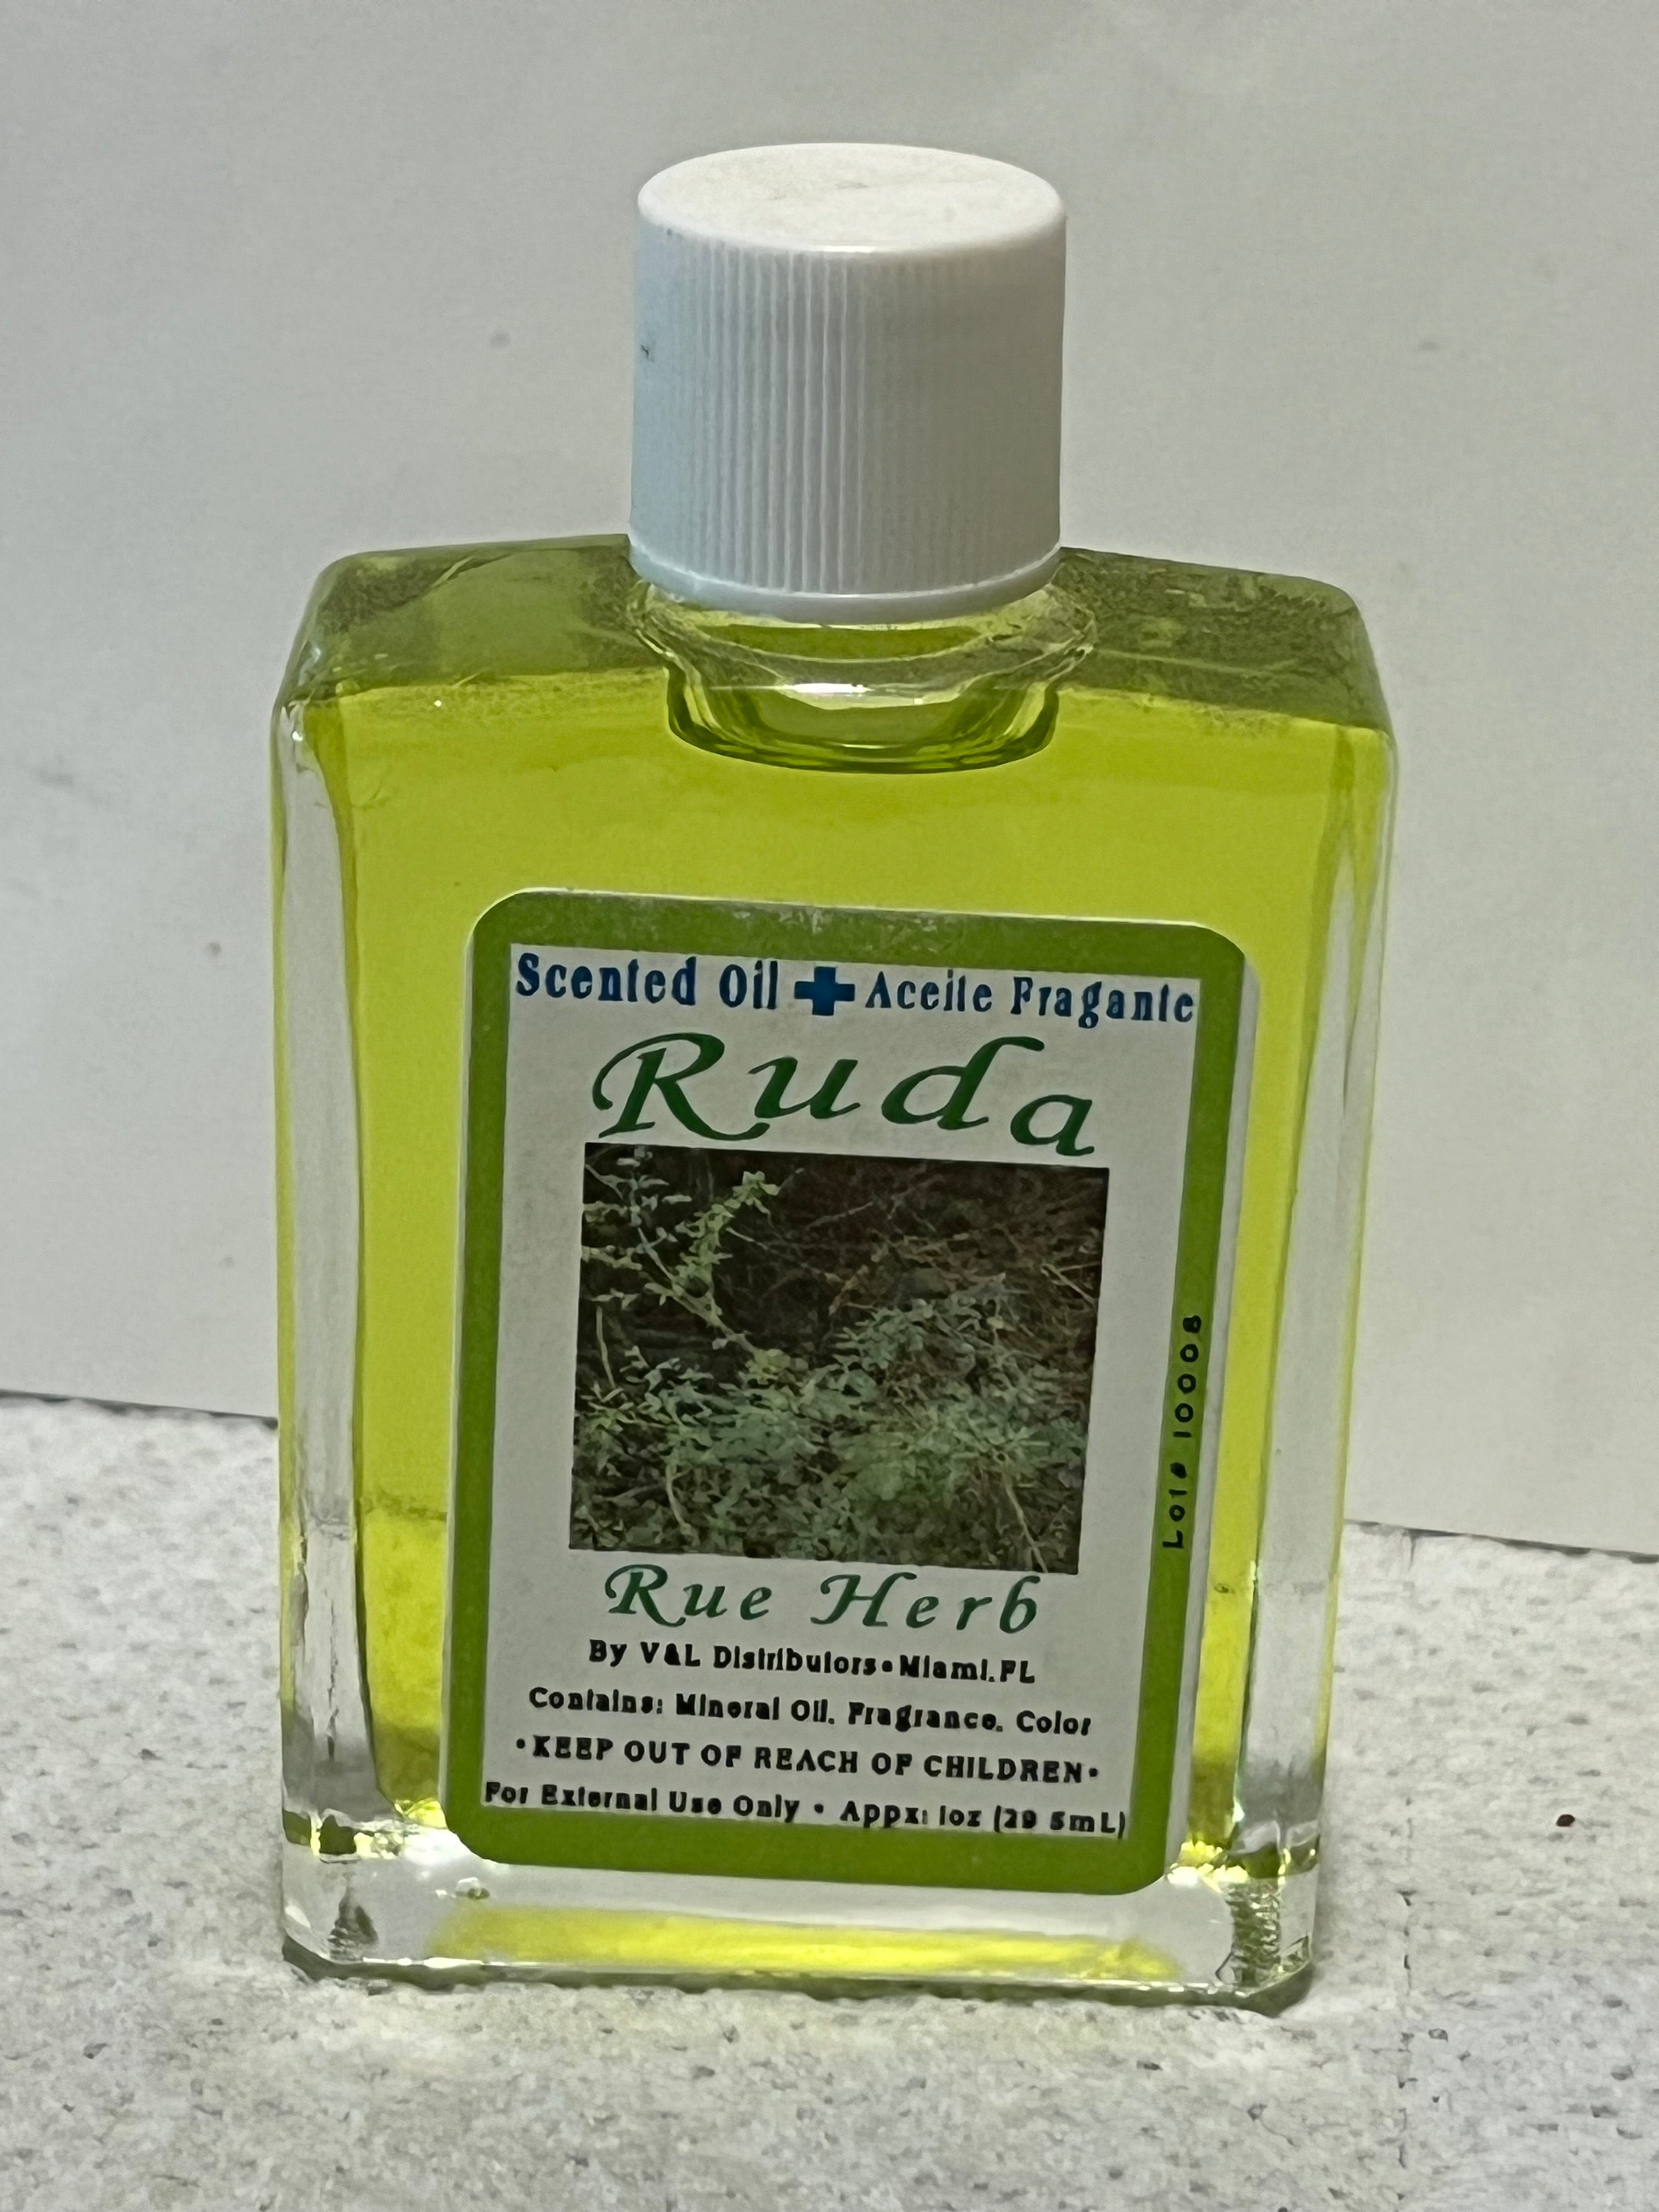 Scented Oil ✚ Aceite Fragante
Ruda
Rue Herb
By V&L Distributors•Miami.FL
Contains: Mineral Oil. Fragrance. Color
•KEEP OUT OF REACH OF CHILDREN•
For External Use Only • Appx: 1oz (29 5mL)
Lot# 10008